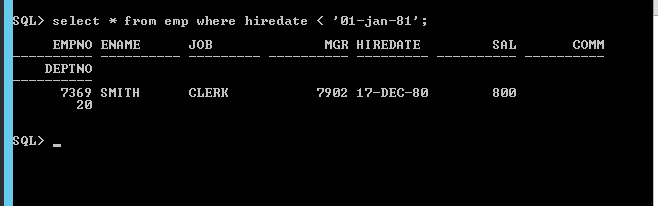 SQL> select * from emp where hiredate < '01-jan-81';
     EMPNO ENAME      JOB              MGR HIREDATE         SAL       COMM
---------- ---------- --------- ---------- --------- ---------- ----------
    DEPTNO
----------
      7369 SMITH      CLERK           7902 17-DEC-80        800
        20
SQL> _